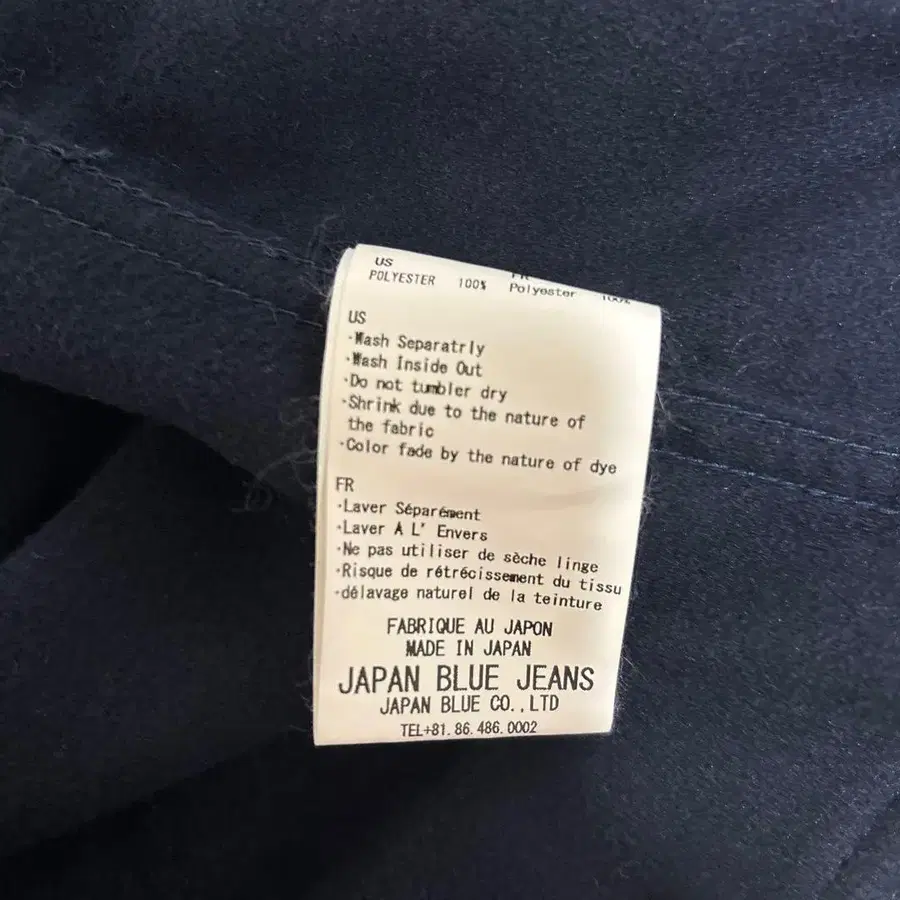 US
POLYESTER 100% Polyester 100%
US
·Wash Separatrly
·Wash Inside Out
·Do not tumbler dry
·Shrink due to the nature of
the fabric
·Color fade by the nature of dye
FR
·Laver Séparément
·Laver A L' Envers
·Ne pas utiliser de sèche linge
·Risque de rétrécissement du tissu
·délavage naturel de la teinture
FABRIQUE AU JAPON
MADE IN JAPAN
JAPAN BLUE JEANS
JAPAN BLUE CO.,LTD
TEL+81.86.486.0002